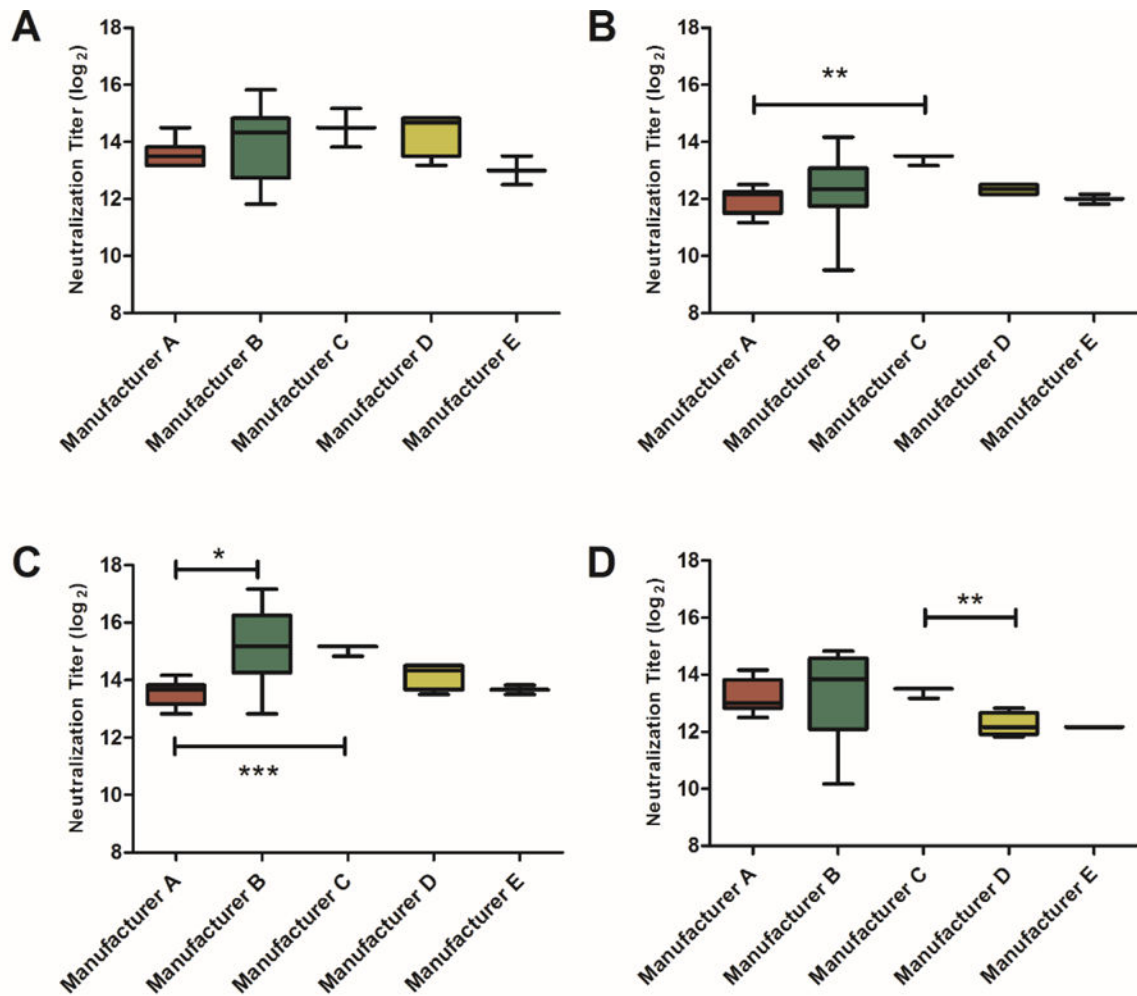 A
Neutralization Titer (log2)
18
16
14
12
10
8
Manufacturer A
Manufacturer B
Manufacturer C
Manufacturer D
Manufacturer E
B
Neutralization Titer (log2)
18
16
14
12
10
8
**
Manufacturer A
Manufacturer B
Manufacturer C
Manufacturer D
Manufacturer E
C
Neutralization Titer (log2)
18
16
14
12
10
8
*
***
Manufacturer A
Manufacturer B
Manufacturer C
Manufacturer D
Manufacturer E
D
Neutralization Titer (log2)
18
16
14
12
10
8
**
Manufacturer A
Manufacturer B
Manufacturer C
Manufacturer D
Manufacturer E